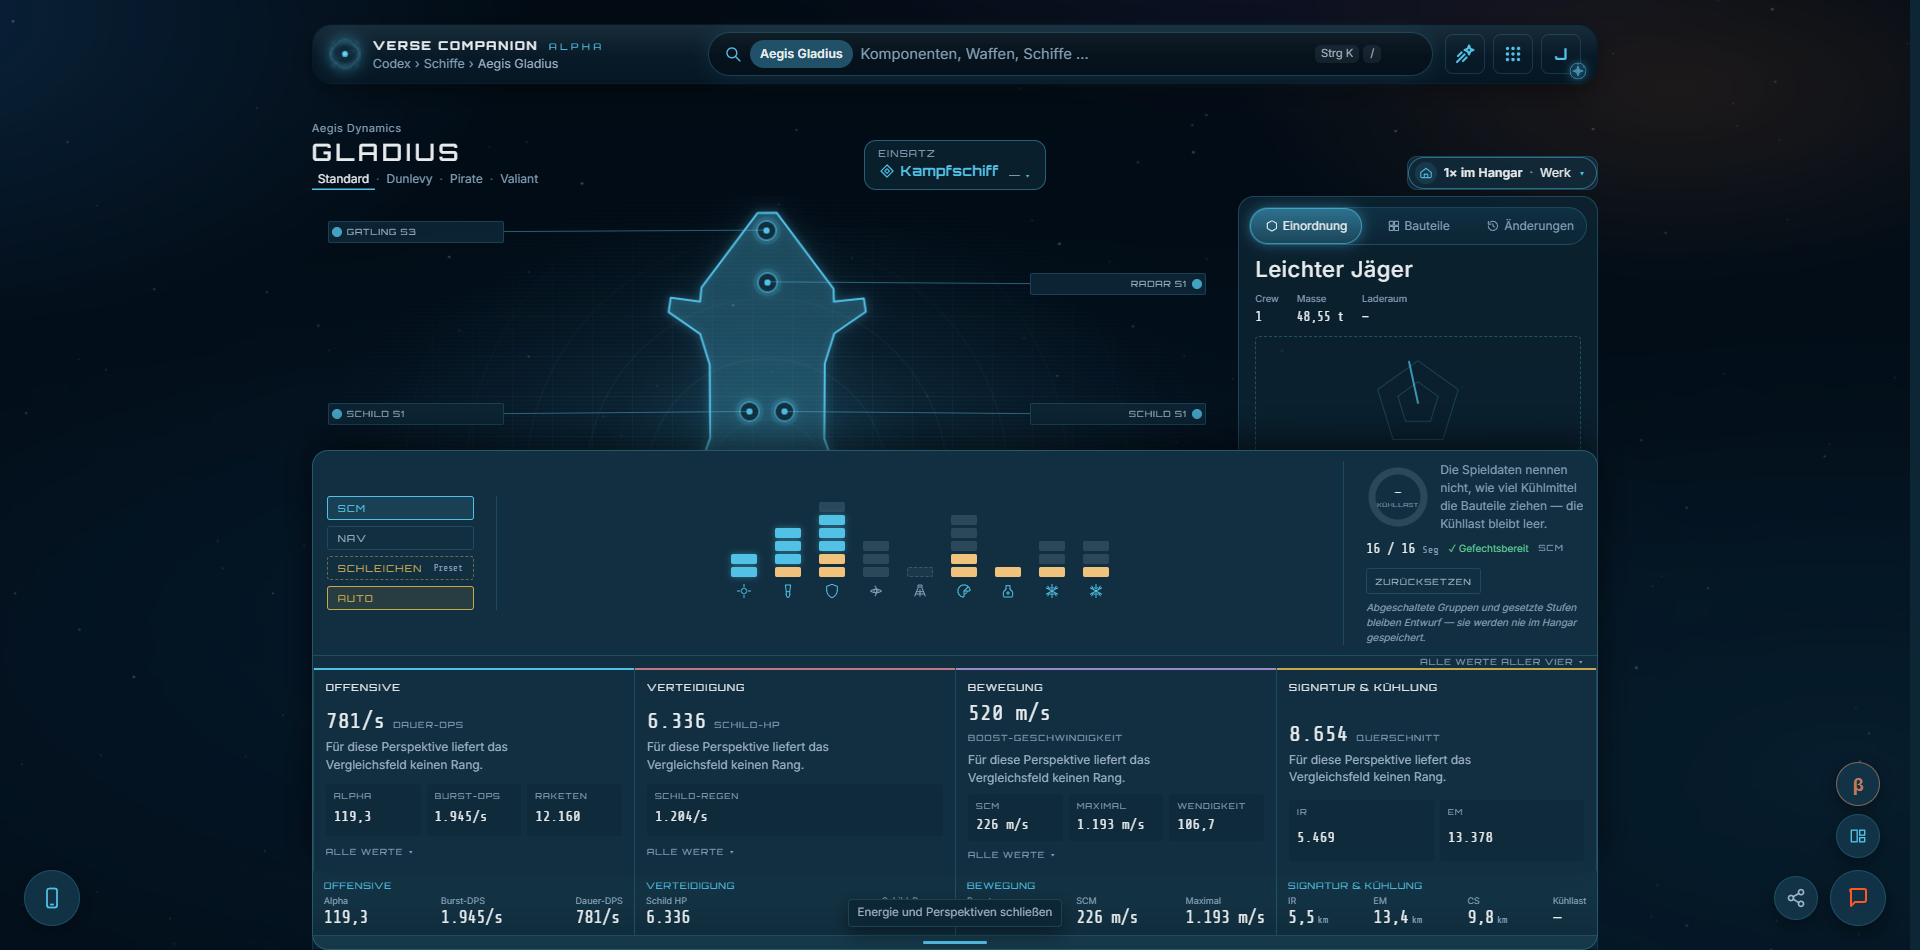 VERSE COMPANION ALPHA
Codex › Schiffe › Aegis Gladius
Aegis Gladius Komponenten, Waffen, Schiffe ... Strg K /
Aegis Dynamics
GLADIUS
Standard · Dunlevy · Pirate · Valiant
EINSATZ
Kampfschiff
1× im Hangar · Werk
GATLING S3
RADAR S1
SCHILD S1
SCHILD S1
Einordnung Bauteile Änderungen
Leichter Jäger
Crew Masse Laderaum
1 48,55 t –
SCM
NAV
SCHLEICHEN Preset
AUTO
–
KÜHLLAST
Die Spieldaten nennen
nicht, wie viel Kühlmittel
die Bauteile ziehen — die
Kühllast bleibt leer.
16 / 16 Seg ✓ Gefechtsbereit SCM
ZURÜCKSETZEN
Abgeschaltete Gruppen und gesetzte Stufen
bleiben Entwurf — sie werden nie im Hangar
gespeichert.
ALLE WERTE ALLER VIER
OFFENSIVE
781/s DAUER-DPS
Für diese Perspektive liefert das
Vergleichsfeld keinen Rang.
ALPHA BURST-DPS RAKETEN
119,3 1.945/s 12.160
ALLE WERTE
VERTEIDIGUNG
6.336 SCHILD-HP
Für diese Perspektive liefert das
Vergleichsfeld keinen Rang.
SCHILD-REGEN
1.204/s
ALLE WERTE
BEWEGUNG
520 m/s
BOOST-GESCHWINDIGKEIT
Für diese Perspektive liefert das
Vergleichsfeld keinen Rang.
SCM MAXIMAL WENDIGKEIT
226 m/s 1.193 m/s 106,7
ALLE WERTE
SIGNATUR & KÜHLUNG
8.654 QUERSCHNITT
Für diese Perspektive liefert das
Vergleichsfeld keinen Rang.
IR EM
5.469 13.378
OFFENSIVE
Alpha Burst-DPS Dauer-DPS
119,3 1.945/s 781/s
VERTEIDIGUNG
Schild HP
6.336
Energie und Perspektiven schließen
BEWEGUNG
SCM Maximal
226 m/s 1.193 m/s
SIGNATUR & KÜHLUNG
IR EM CS Kühllast
5,5 km 13,4 km 9,8 km –
β